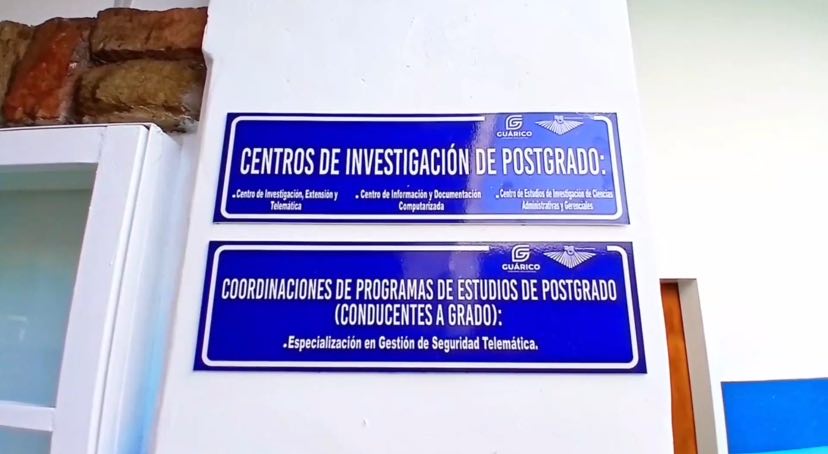 GUÁRICO
CENTROS DE INVESTIGACIÓN DE POSTGRADO:
Centro de Investigación, Extensión y
Telemática
Centro de Información y Documentación
Computarizada
Centro de Estudios de Investigación de Ciencias
Administrativas y Gerenciales
GUÁRICO
COORDINACIONES DE PROGRAMAS DE ESTUDIOS DE POSTGRADO
(CONDUCENTES A GRADO):
Especialización en Gestión de Seguridad Telemática.